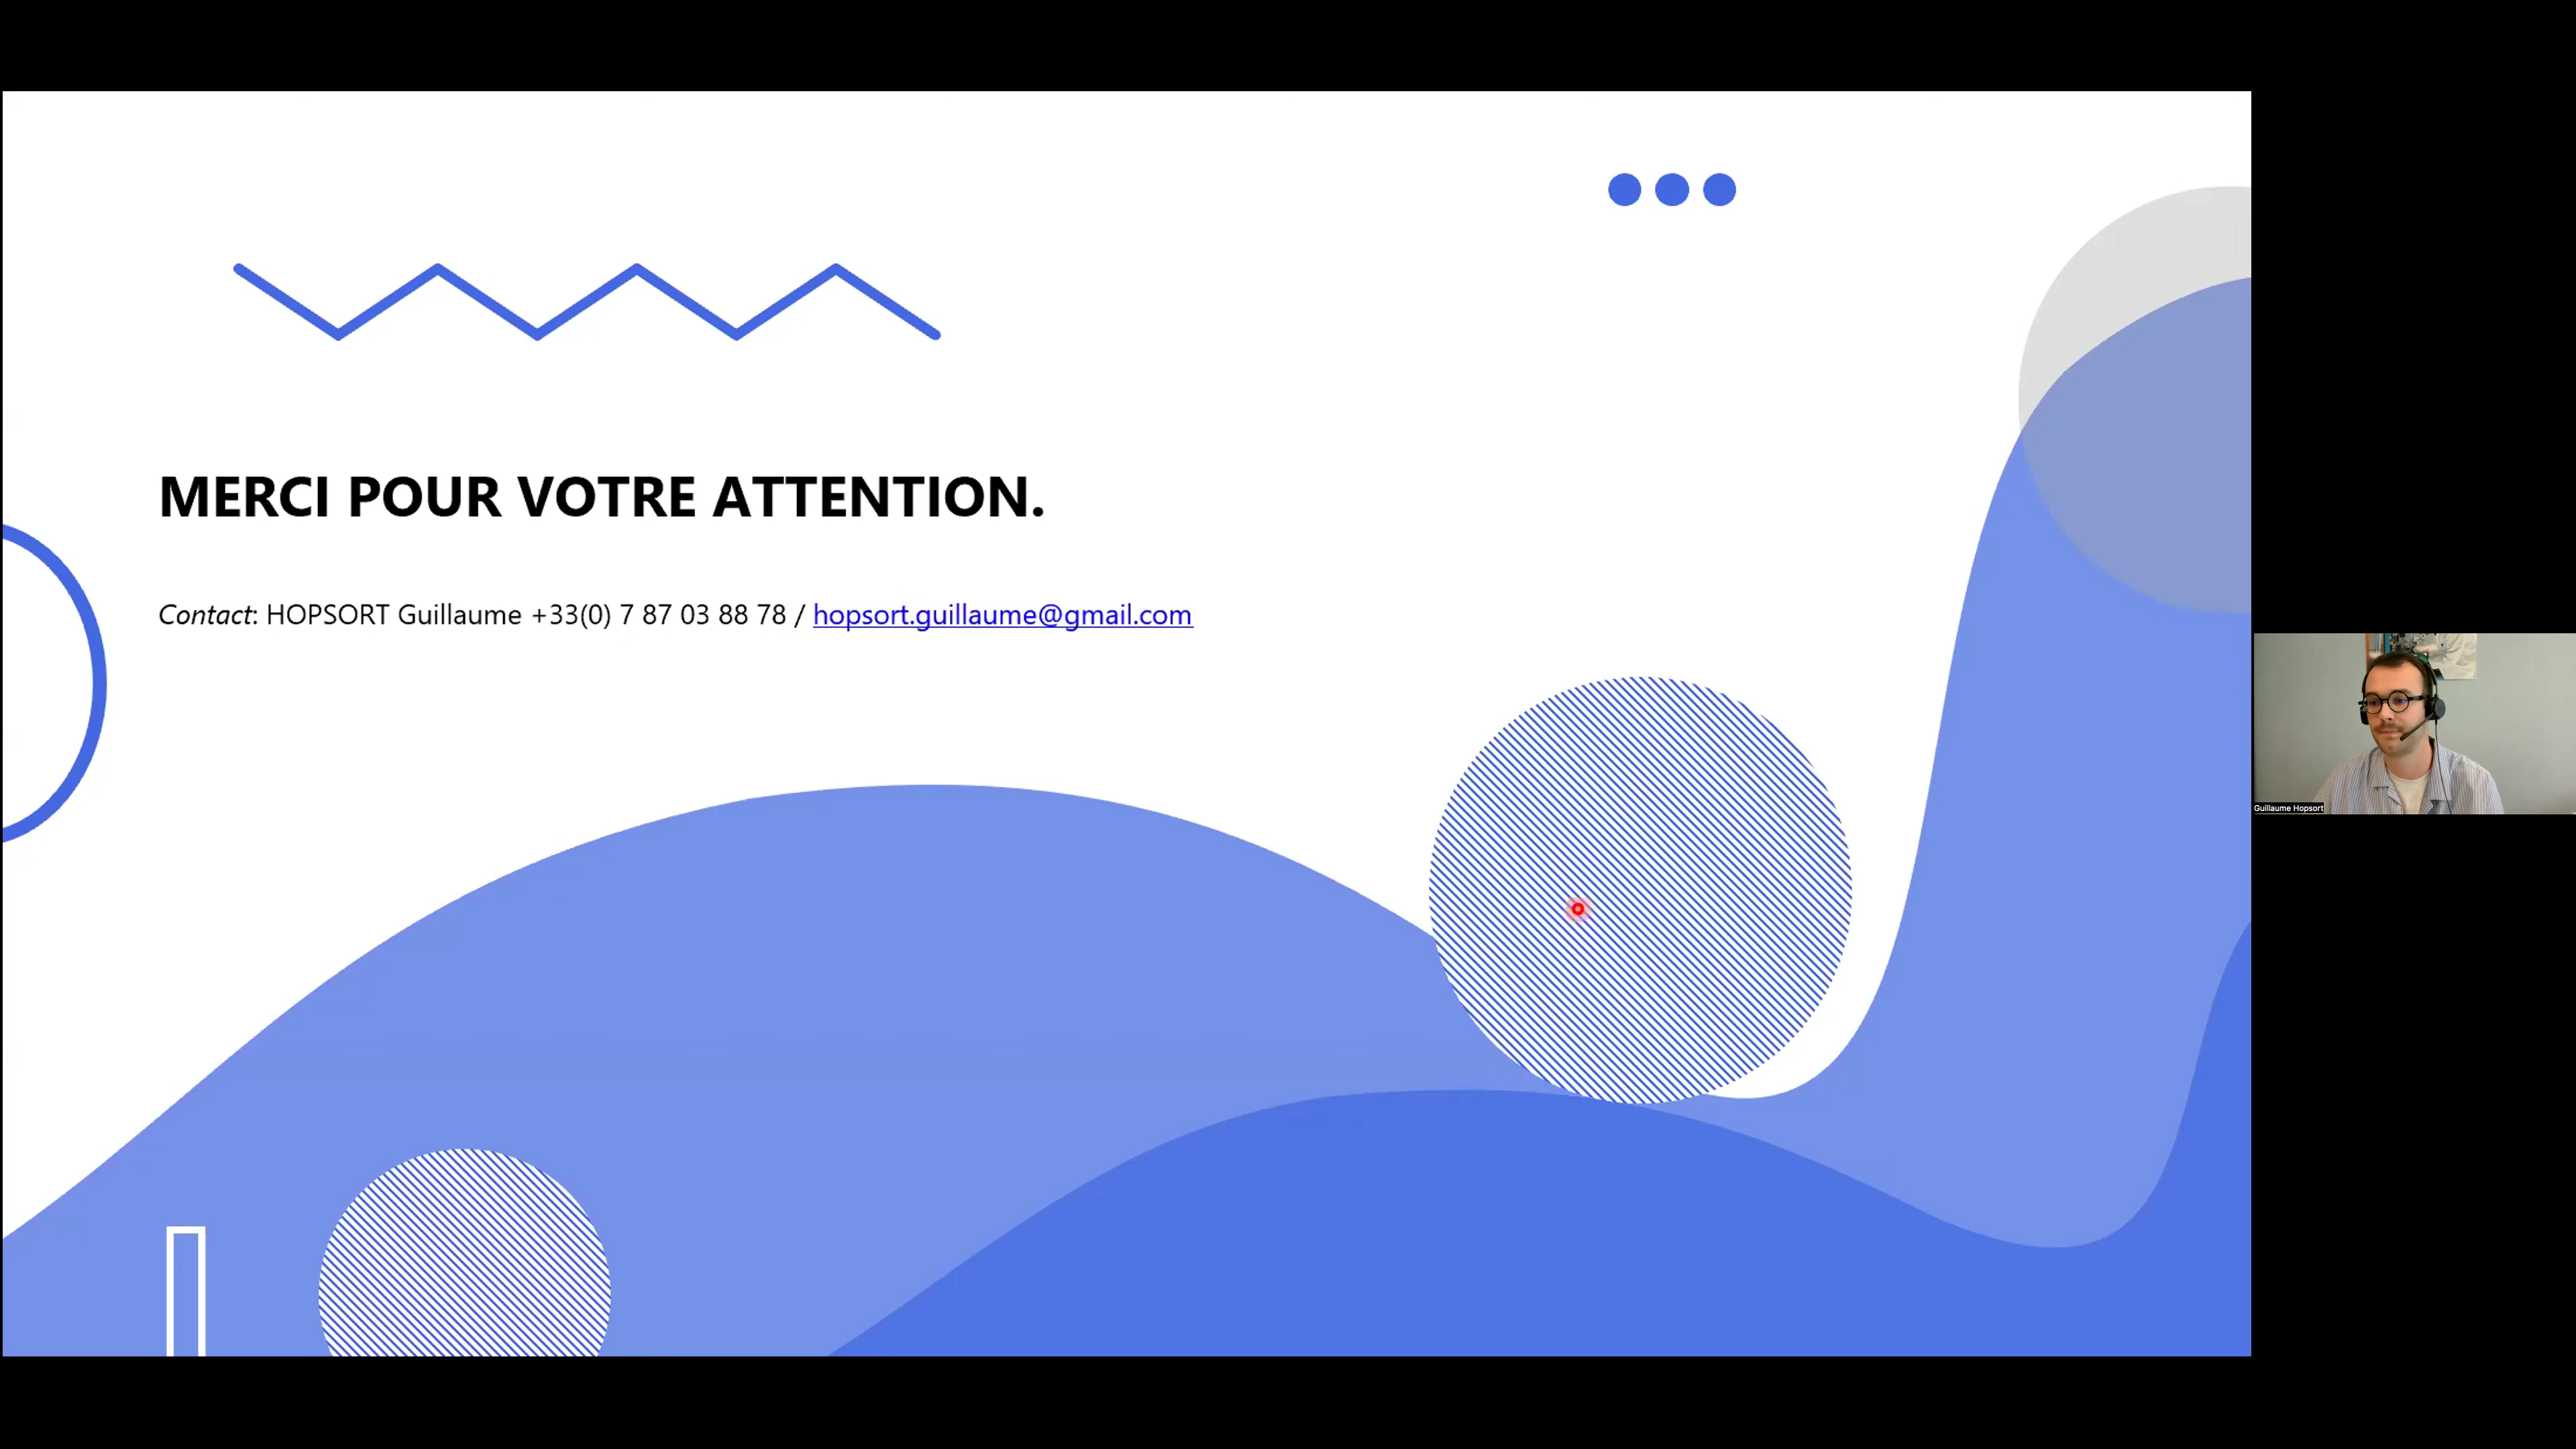 MERCI POUR VOTRE ATTENTION.
Contact: HOPSORT Guillaume +33(0) 7 87 03 88 78 / hopsort.guillaume@gmail.com
Guillaume Hopsort